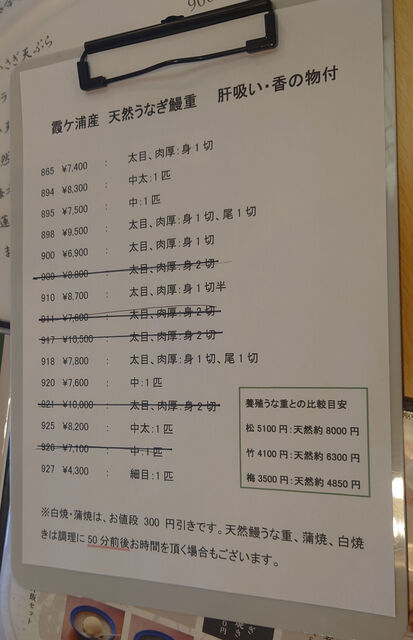 900
さぎ天ぷら
霞ケ浦産 天然うなぎ鰻重 肝吸い・香の物付
865 ¥7,400 : 太目、肉厚:身1切
894 ¥8,300 : 中太:1匹
895 ¥7,500 : 中:1匹
898 ¥9,500 : 太目、肉厚:身1切、尾1切
900 ¥6,900 : 太目、肉厚:身1切
909 ¥8,800 : 太目、肉厚:身2切
910 ¥8,700 : 太目、肉厚:身1切半
911 ¥7,600 : 太目、肉厚:身2切
917 ¥10,500 : 太目、肉厚:身2切
918 ¥7,800 : 太目、肉厚:身1切、尾1切
920 ¥7,600 : 中:1匹
921 ¥10,000 : 太目、肉厚:身2切
925 ¥8,200 : 中太:1匹
926 ¥7,100 : 中:1匹
927 ¥4,300 : 細目:1匹
養殖うな重との比較目安
松 5100 円:天然約 8000 円
竹 4100 円:天然約 6300 円
梅 3500 円:天然約 4850 円
※白焼・蒲焼は、お値段 300 円引きです。天然鰻うな重、蒲焼、白焼
きは調理に 50 分前後お時間を頂く場合もございます。
飯セット